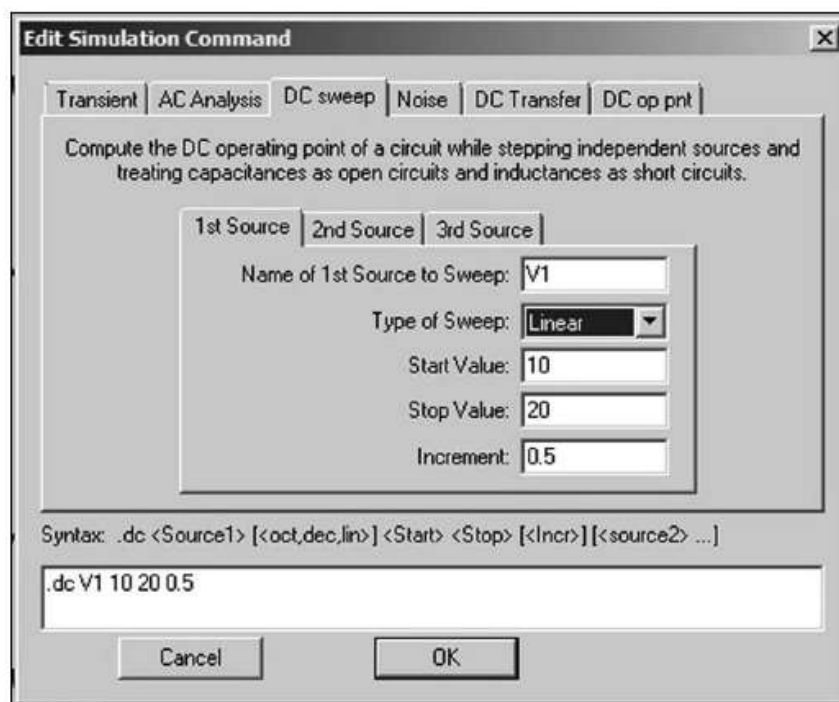 Edit Simulation Command
Transient AC Analysis DC sweep Noise DC Transfer DC op pnt
Compute the DC operating point of a circuit while stepping independent sources and
treating capacitances as open circuits and inductances as short circuits.
1st Source 2nd Source 3rd Source
Name of 1st Source to Sweep: V1
Type of Sweep: Linear
Start Value: 10
Stop Value: 20
Increment: 0.5
Syntax: .dc <Source1> [<oct,dec,lin>] <Start> <Stop> [<Incr>] [<source2> ...]
.dc V1 10 20 0.5
Cancel OK